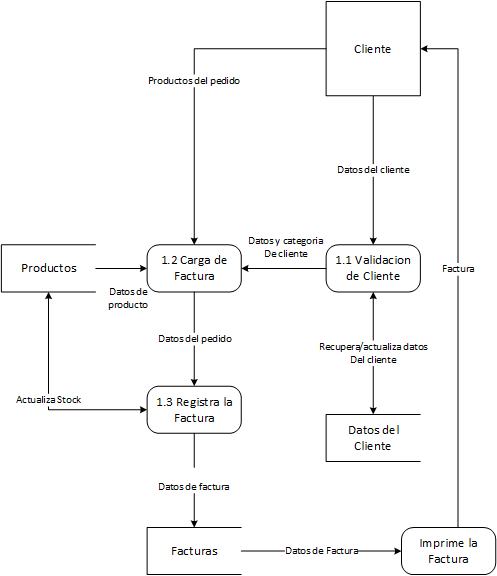 Cliente
Productos del pedido
Datos del cliente
Datos y categoria
De cliente
1.2 Carga de
Factura
1.1 Validacion
de Cliente
Productos
Factura
Datos de
producto
Datos del pedido
Recupera/actualiza datos
Del cliente
Actualiza Stock
1.3 Registra la
Factura
Datos del
Cliente
Datos de factura
Facturas
Datos de Factura
Imprime la
Factura